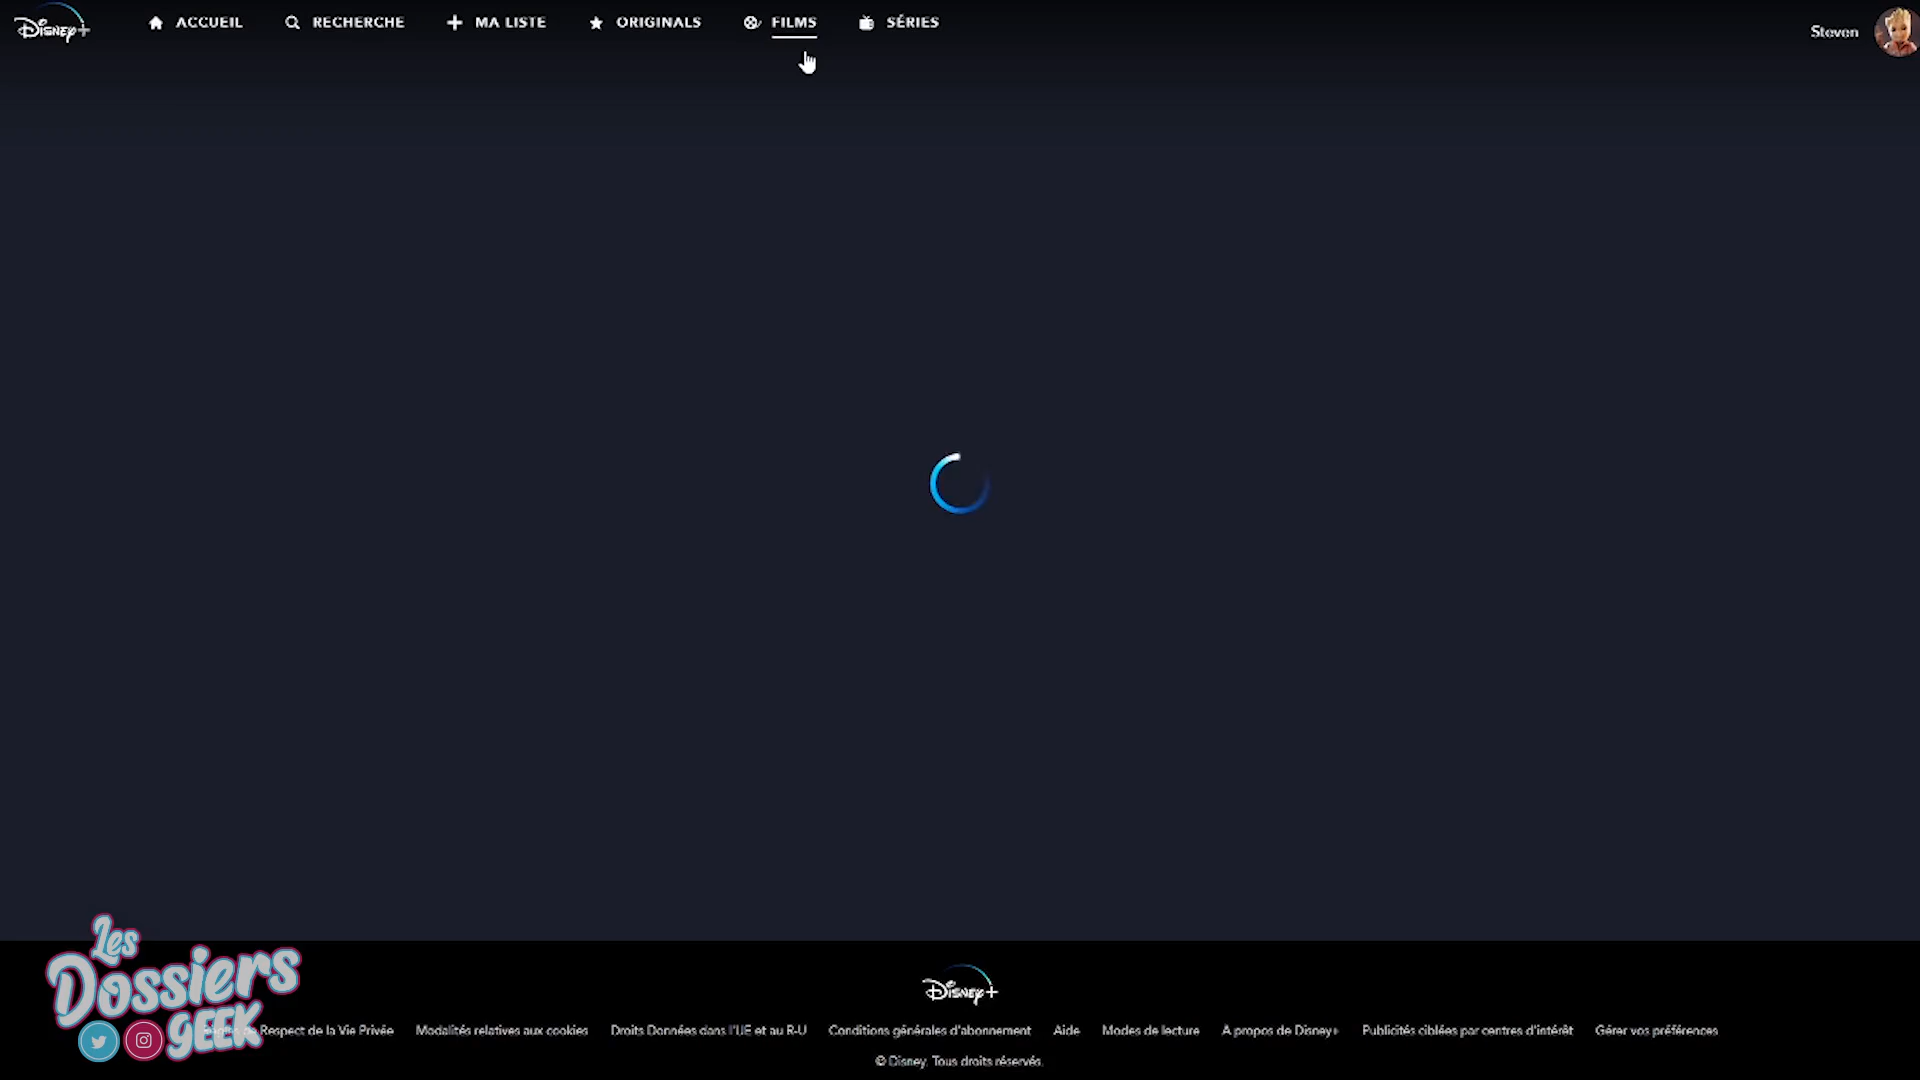 Disney+
ACCUEIL
RECHERCHE
MA LISTE
ORIGINALS
FILMS
SÉRIES
Steven
Disney+
Les
Dossiers
GEEK
Respect de la Vie Privée
Modalités relatives aux cookies
Droits Données dans l'UE et au R-U
Conditions générales d'abonnement
Aide
Modes de lecture
À propos de Disney+
Publicités ciblées par centres d'intérêt
Gérer vos préférences
© Disney. Tous droits réservés.